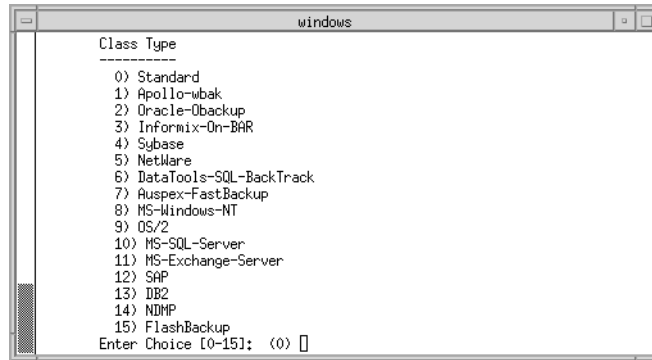 windows
Class Type
----------
0) Standard
1) Apollo-wbak
2) Oracle-Obackup
3) Informix-On-BAR
4) Sybase
5) NetWare
6) DataTools-SQL-BackTrack
7) Auspex-FastBackup
8) MS-Windows-NT
9) OS/2
10) MS-SQL-Server
11) MS-Exchange-Server
12) SAP
13) DB2
14) NDMP
15) FlashBackup
Enter Choice [0-15]: (0)